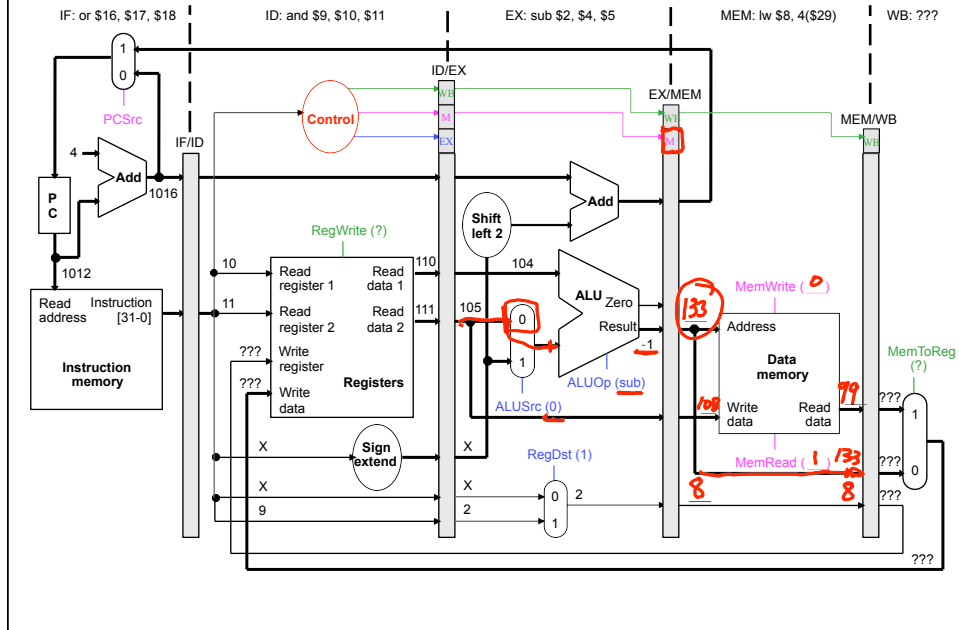 IF: or $16, $17, $18
ID: and $9, $10, $11
EX: sub $2, $4, $5
MEM: lw $8, 4($29)
WB: ???
1
0
PCSrc
4
Add
1016
P
C
1012
Read
address
Instruction
[31-0]
Instruction
memory
IF/ID
Control
RegWrite (?)
10
11
???
???
Read
register 1
Read
data 1
Read
register 2
Read
data 2
Write
register
Write
data
Registers
110
111
Sign
extend
X
X
9
ID/EX
WB
M
EX
Shift
left 2
Add
104
105
0
1
ALU
Zero
Result
-1
ALUOp (sub)
ALUSrc (0)
X
X
2
RegDst (1)
0
1
2
EX/MEM
WB
M
133
108
8
MemWrite ( 0 )
Address
Data
memory
Write
data
Read
data
MemRead ( 1 )
99
133
8
MEM/WB
WB
MemToReg
(?)
???
1
???
0
???
???